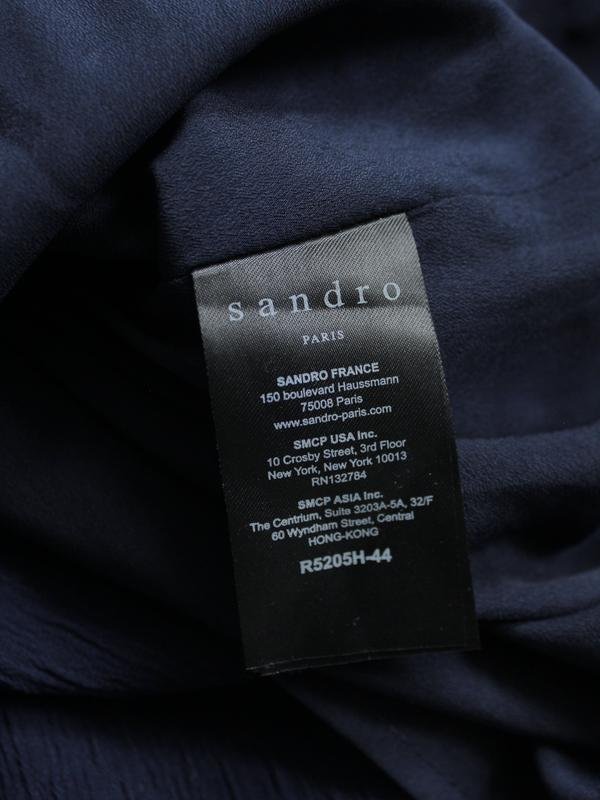 sandro
PARIS
SANDRO FRANCE
150 boulevard Haussmann
75008 Paris
www.sandro-paris.com
SMCP USA Inc.
10 Crosby Street, 3rd Floor
New York, New York 10013
RN132784
SMCP ASIA Inc.
The Centrium, Suite 3203A-5A, 32/F
60 Wyndham Street, Central
HONG-KONG
R5205H-44